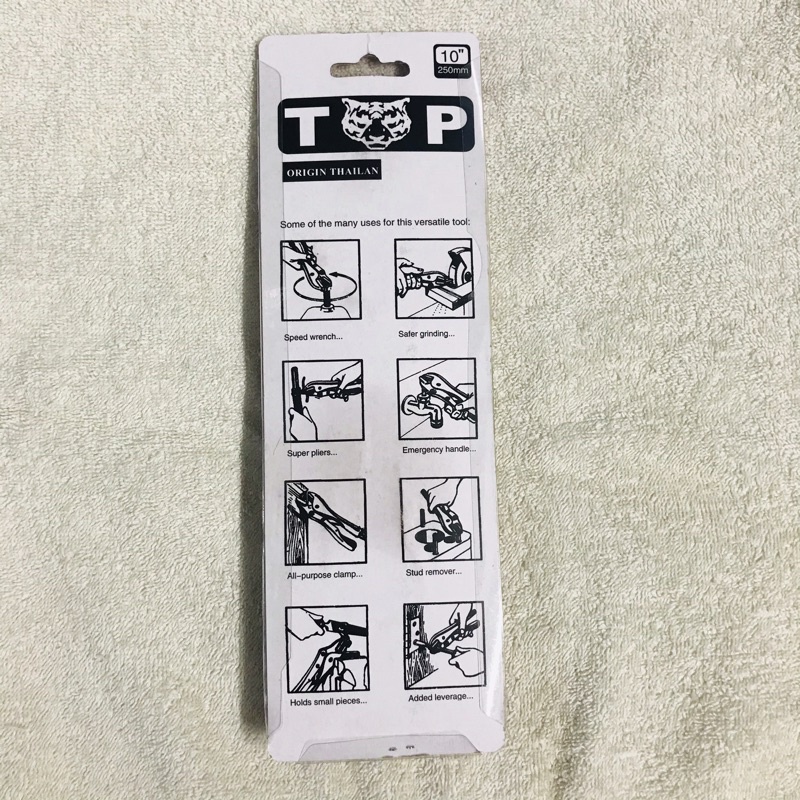 10"
250mm
T P
ORIGIN THAILAN
Some of the many uses for this versatile tool:
Speed wrench...
Safer grinding...
Super pliers...
Emergency handle...
All-purpose clamp...
Stud remover...
Holds small pieces...
Added leverage...